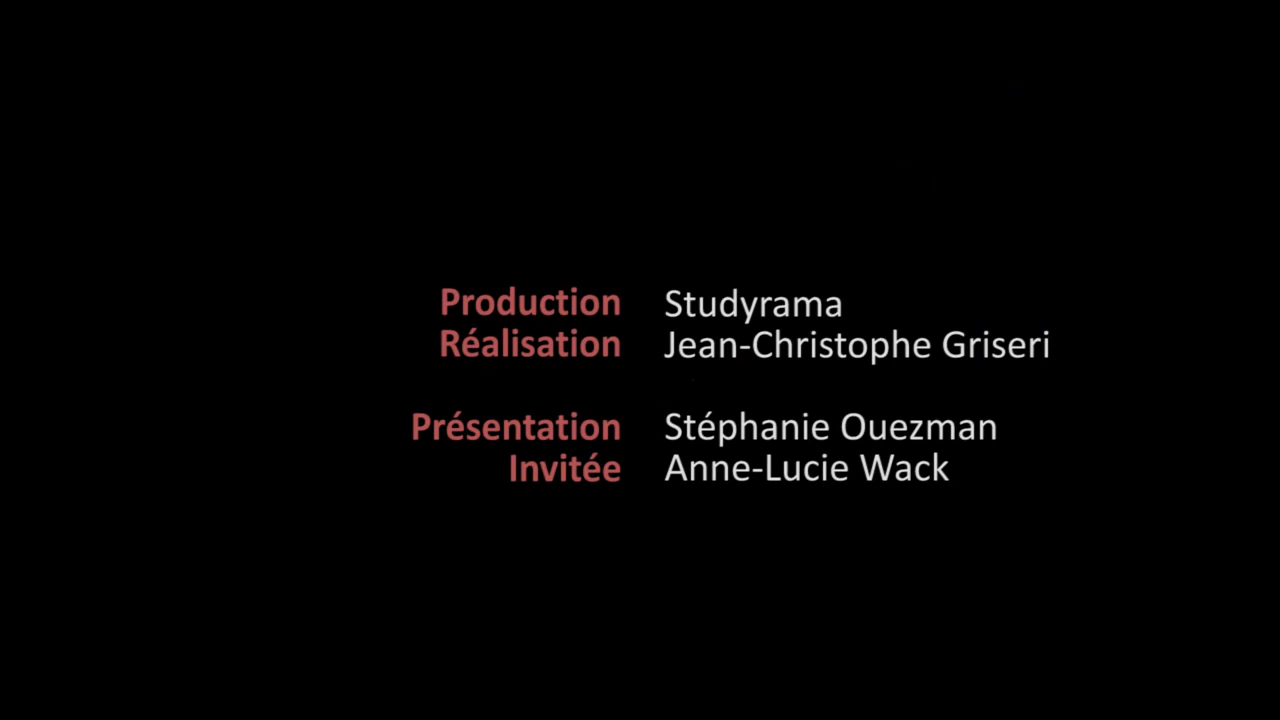 Production Studyrama
Réalisation Jean-Christophe Griseri
Présentation Stéphanie Ouezman
Invitée Anne-Lucie Wack